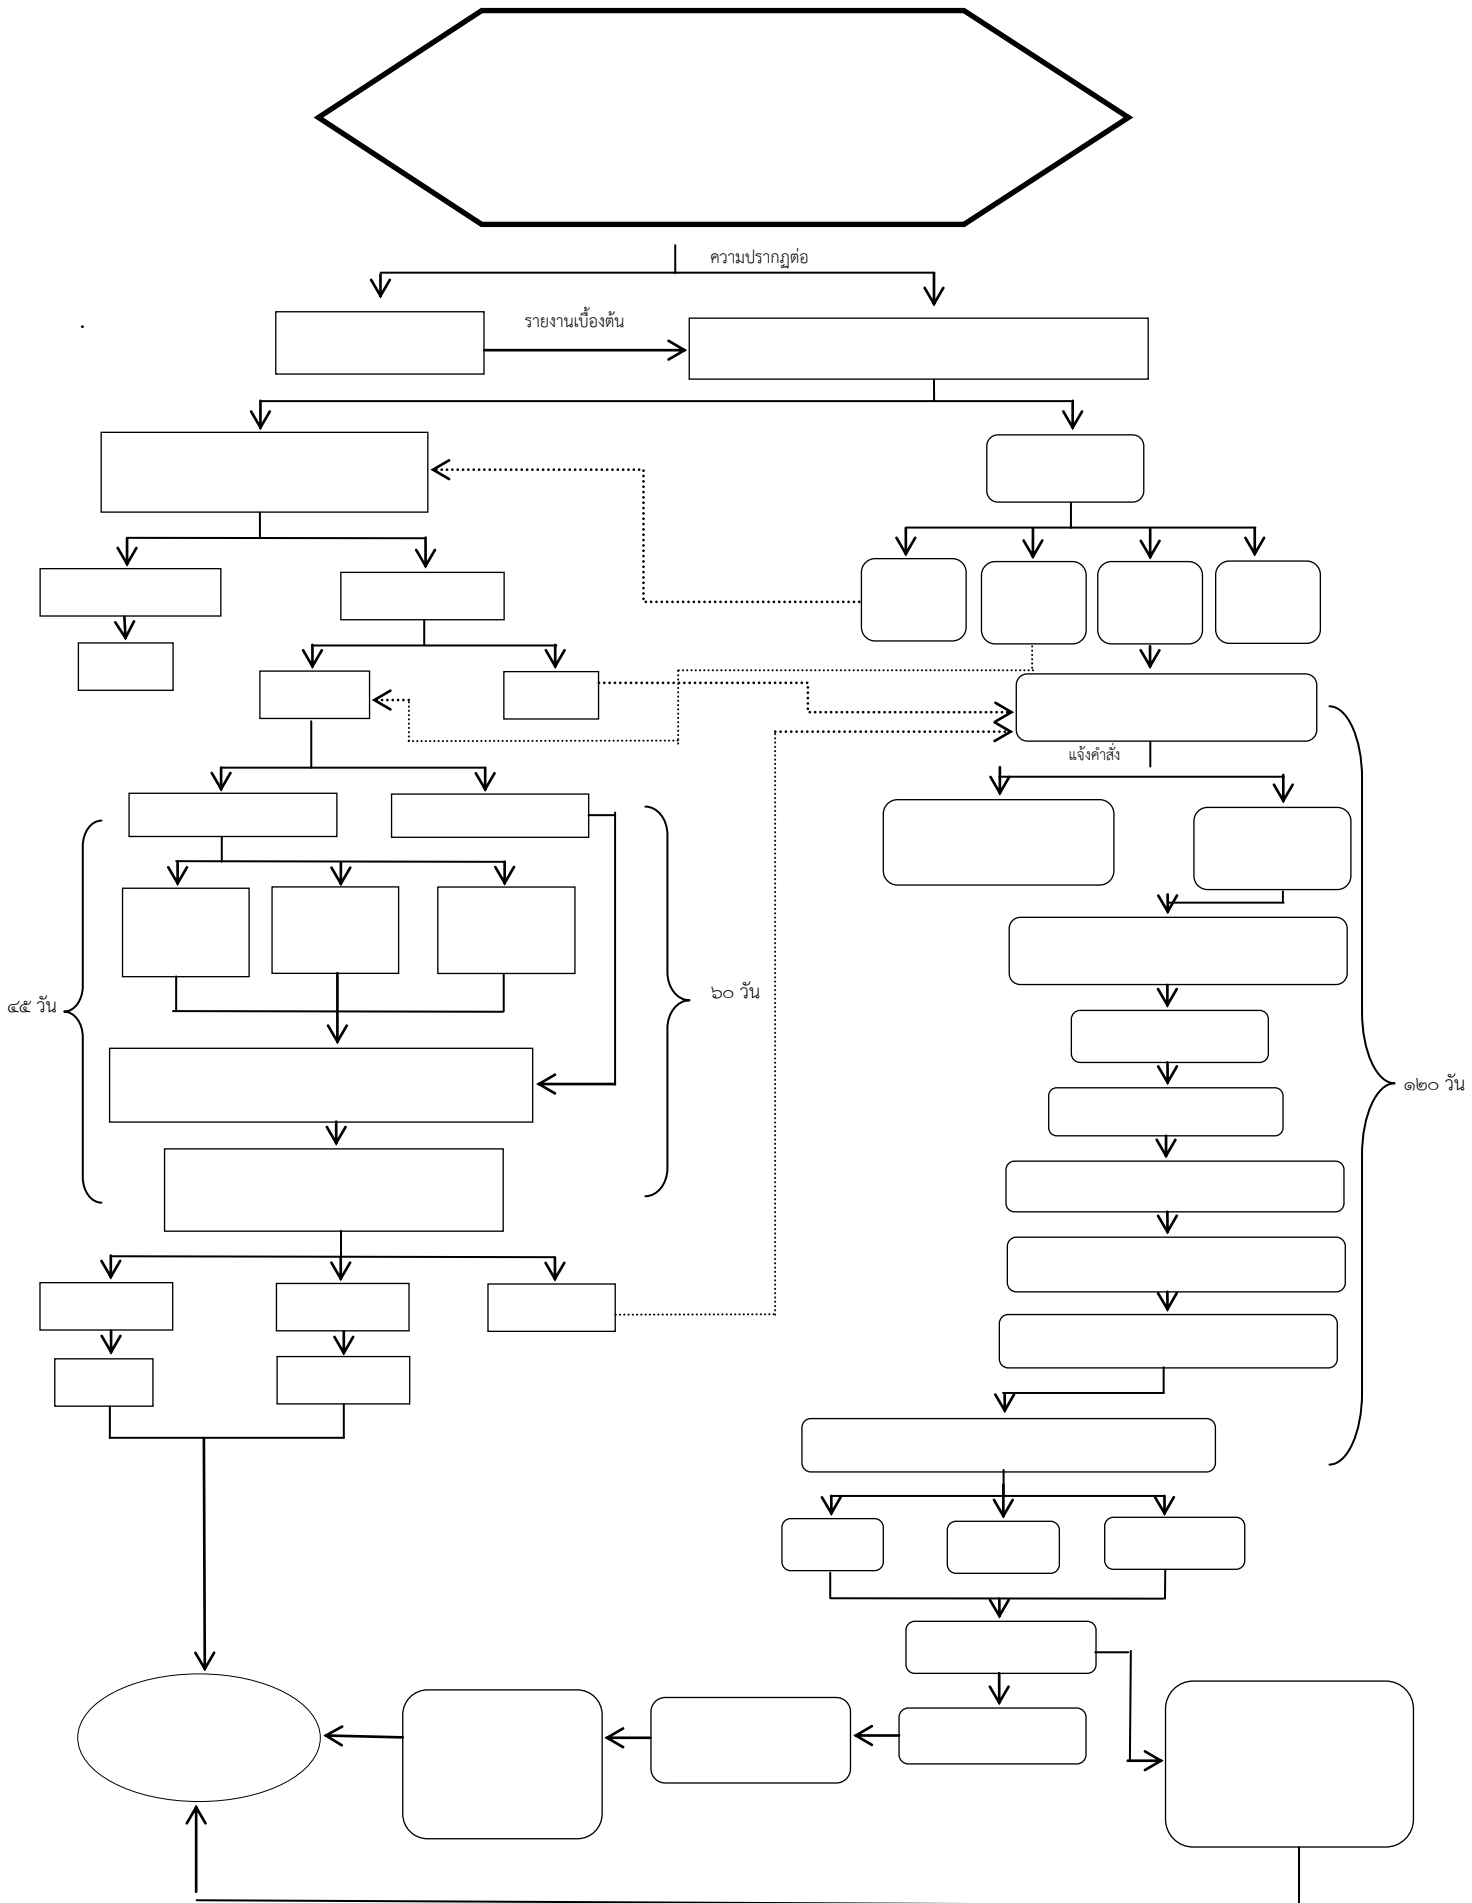 ความปรากฏต่อ
รายงานเบื้องต้น
แจ้งคำสั่ง
๔๕ วัน
๖๐ วัน
๑๒๐ วัน